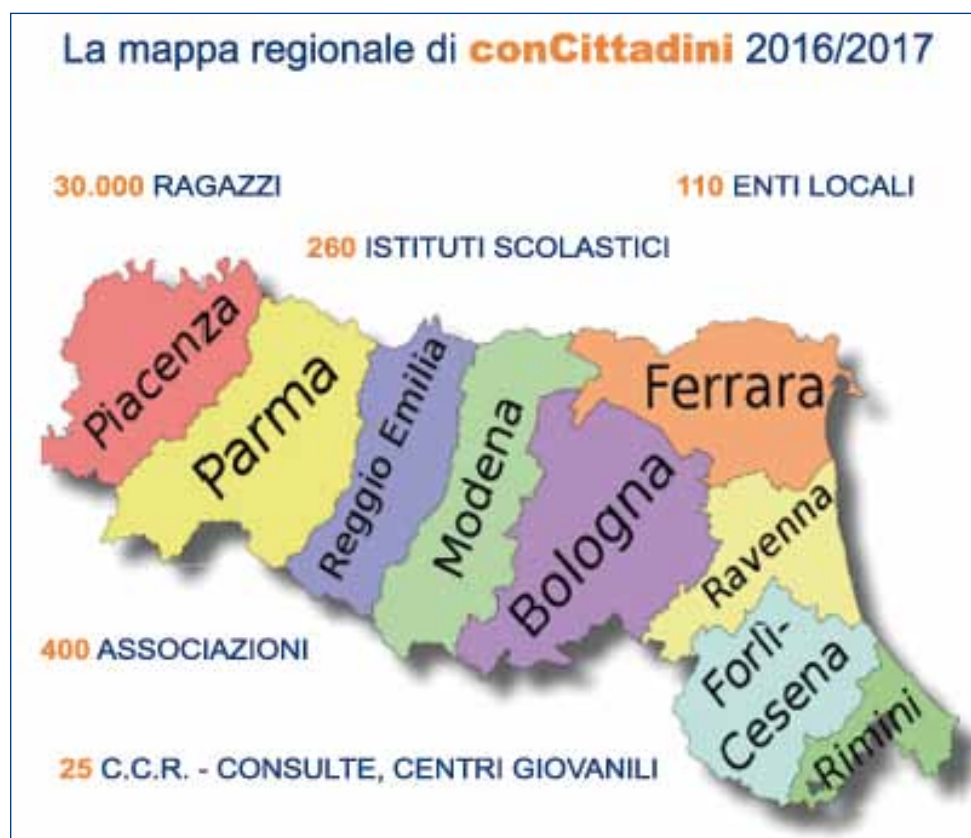 La mappa regionale di conCittadini 2016/2017
30.000 RAGAZZI
110 ENTI LOCALI
260 ISTITUTI SCOLASTICI
Piacenza
Parma
Reggio Emilia
Modena
Bologna
Ferrara
Ravenna
Forlì-
Cesena
Rimini
400 ASSOCIAZIONI
25 C.C.R. - CONSULTE, CENTRI GIOVANILI